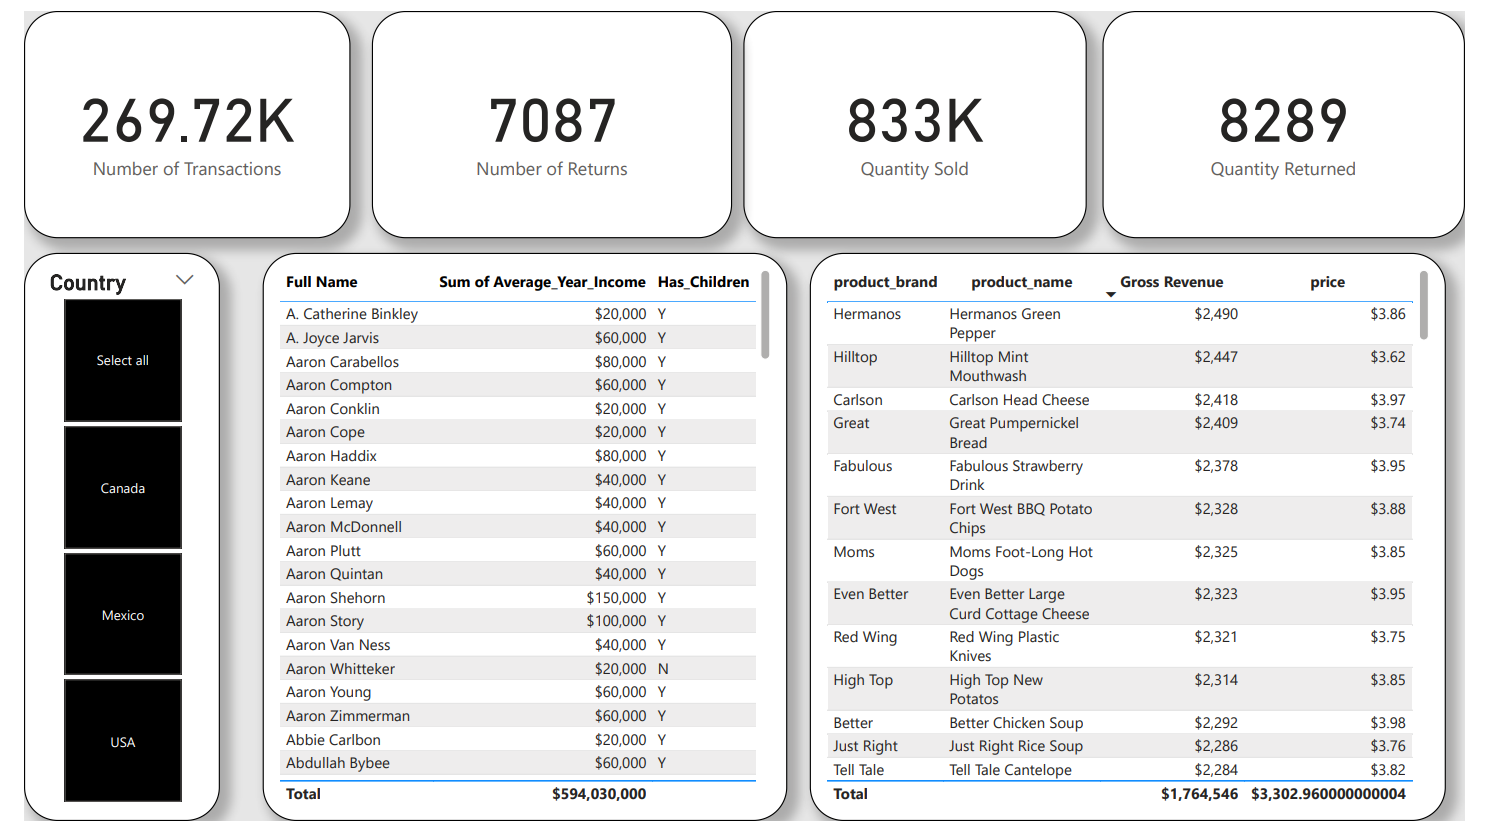 269.72K
Number of Transactions
7087
Number of Returns
833K
Quantity Sold
8289
Quantity Returned
Country
Select all
Canada
Mexico
USA
Full Name Sum of Average_Year_Income Has_Children
A. Catherine Binkley $20,000 Y
A. Joyce Jarvis $60,000 Y
Aaron Carabellos $80,000 Y
Aaron Compton $60,000 Y
Aaron Conklin $20,000 Y
Aaron Cope $20,000 Y
Aaron Haddix $80,000 Y
Aaron Keane $40,000 Y
Aaron Lemay $40,000 Y
Aaron McDonnell $40,000 Y
Aaron Plutt $60,000 Y
Aaron Quintan $40,000 Y
Aaron Shehorn $150,000 Y
Aaron Story $100,000 Y
Aaron Van Ness $40,000 Y
Aaron Whitteker $20,000 N
Aaron Young $60,000 Y
Aaron Zimmerman $60,000 Y
Abbie Carlbon $20,000 Y
Abdullah Bybee $60,000 Y
Total $594,030,000
product_brand product_name Gross Revenue price
Hermanos Hermanos Green $2,490 $3.86
Pepper
Hilltop Hilltop Mint $2,447 $3.62
Mouthwash
Carlson Carlson Head Cheese $2,418 $3.97
Great Great Pumpernickel $2,409 $3.74
Bread
Fabulous Fabulous Strawberry $2,378 $3.95
Drink
Fort West Fort West BBQ Potato $2,328 $3.88
Chips
Moms Moms Foot-Long Hot $2,325 $3.85
Dogs
Even Better Even Better Large $2,323 $3.95
Curd Cottage Cheese
Red Wing Red Wing Plastic $2,321 $3.75
Knives
High Top High Top New $2,314 $3.85
Potatos
Better Better Chicken Soup $2,292 $3.98
Just Right Just Right Rice Soup $2,286 $3.76
Tell Tale Tell Tale Cantelope $2,284 $3.82
Total $1,764,546 $3,302.960000000004